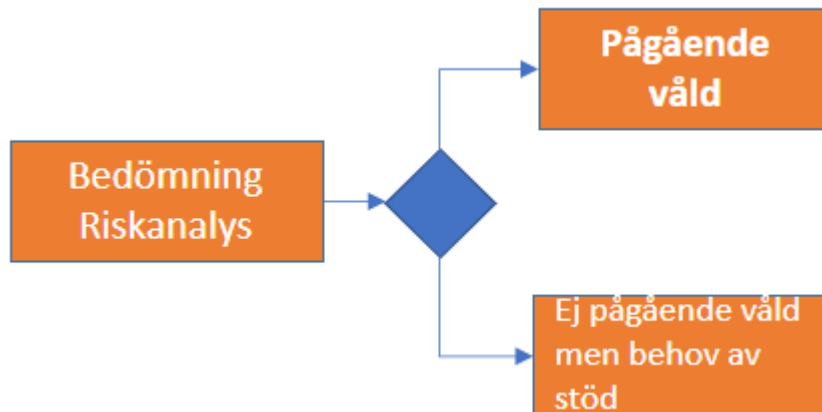 Pågående
våld
Bedömning
Riskanalys
Ej pågående våld
men behov av
stöd